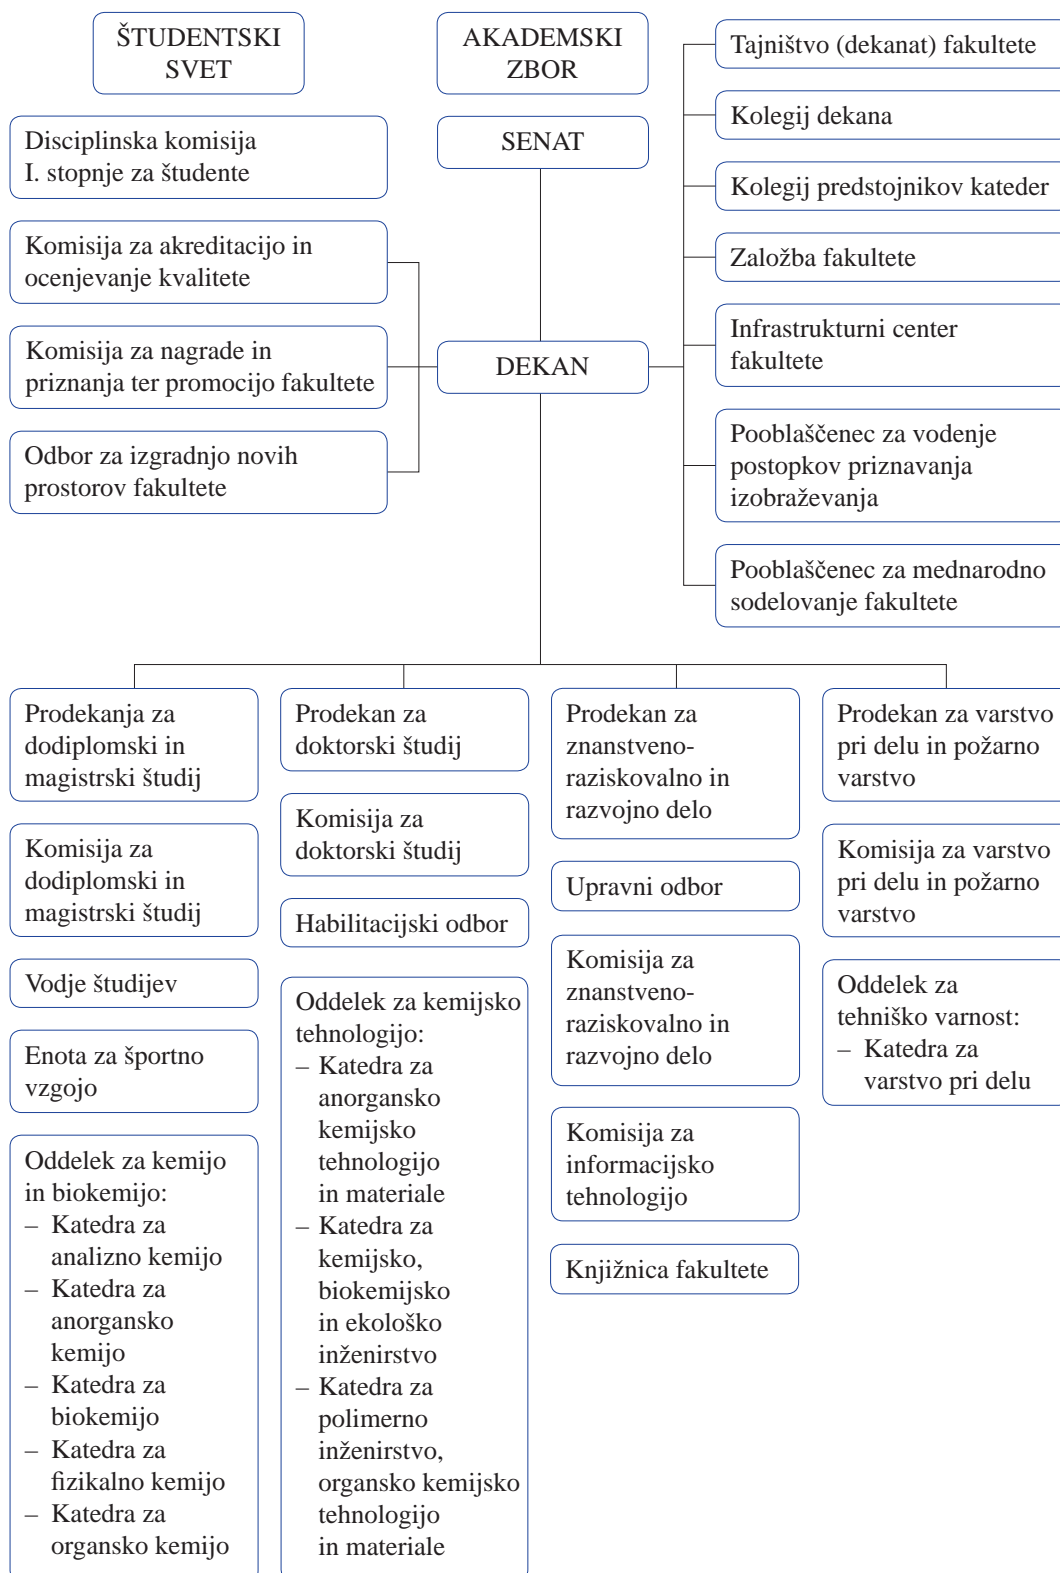 ŠTUDENTSKI
SVET
AKADEMSKI
ZBOR
Tajništvo (dekanat) fakultete
Disciplinska komisija
I. stopnje za študente
SENAT
Kolegij dekana
Kolegij predstojnikov kateder
Komisija za akreditacijo in
ocenjevanje kvalitete
Založba fakultete
Komisija za nagrade in
priznanja ter promocijo fakultete
DEKAN
Infrastrukturni center
fakultete
Odbor za izgradnjo novih
prostorov fakultete
Pooblaščenec za vodenje
postopkov priznavanja
izobraževanja
Pooblaščenec za mednarodno
sodelovanje fakultete
Prodekanja za
dodiplomski in
magistrski študij
Komisija za
dodiplomski in
magistrski študij
Vodje študijev
Enota za športno
vzgojo
Oddelek za kemijo
in biokemijo:
– Katedra za
analizno kemijo
– Katedra za
anorgansko
kemijo
– Katedra za
biokemijo
– Katedra za
fizikalno kemijo
– Katedra za
organsko kemijo
Prodekan za
doktorski študij
Komisija za
doktorski študij
Habilitacijski odbor
Oddelek za kemijsko
tehnologijo:
– Katedra za
anorgansko
kemijsko
tehnologijo
in materiale
– Katedra za
kemijsko,
biokemijsko
in ekološko
inženirstvo
– Katedra za
polimerno
inženirstvo,
organsko kemijsko
tehnologijo
in materiale
Prodekan za
znanstveno-
raziskovalno in
razvojno delo
Upravni odbor
Komisija za
znanstveno-
raziskovalno in
razvojno delo
Komisija za
informacijsko
tehnologijo
Knjižnica fakultete
Prodekan za varstvo
pri delu in požarno
varstvo
Komisija za varstvo
pri delu in požarno
varstvo
Oddelek za
tehniško varnost:
– Katedra za
varstvo pri delu